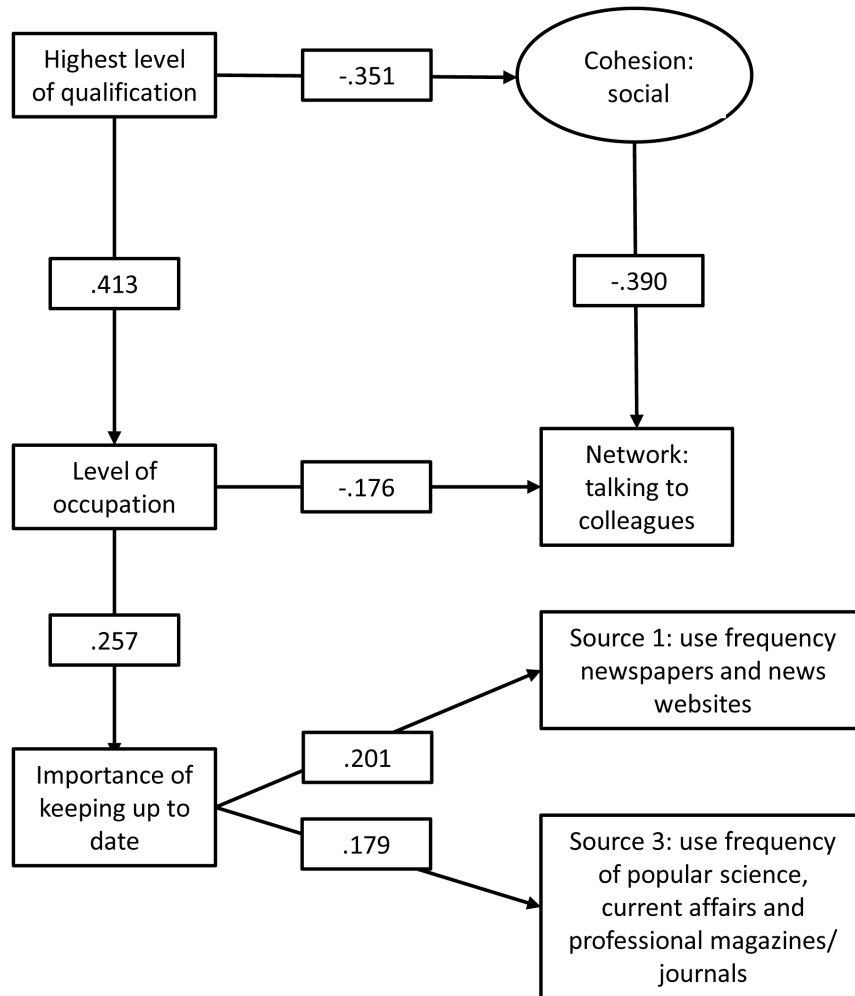 Highest level
of qualification
-.351
Cohesion:
social
.413
-.390
Level of
occupation
-.176
Network:
talking to
colleagues
.257
Source 1: use frequency
newspapers and news
websites
.201
Importance of
keeping up to
date
.179
Source 3: use frequency
of popular science,
current affairs and
professional magazines/
journals